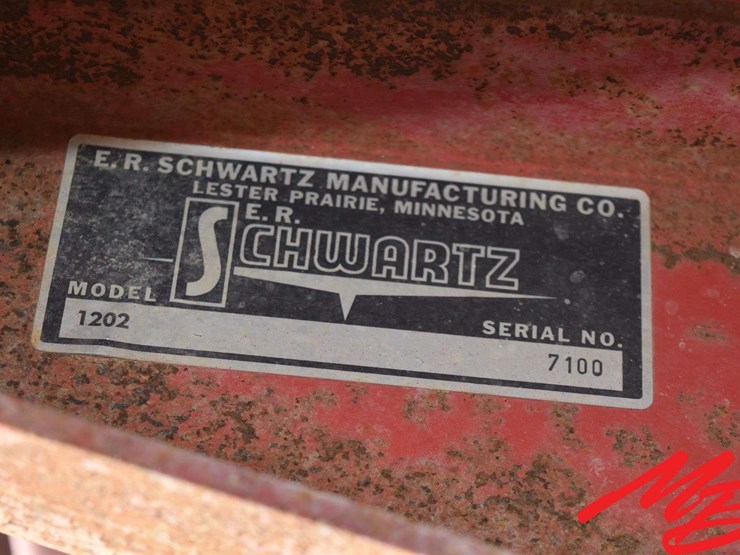 E. R. SCHWARTZ MANUFACTURING CO.
LESTER PRAIRIE, MINNESOTA
E. R.
SCHWARTZ
MODEL
1202
SERIAL NO.
7100